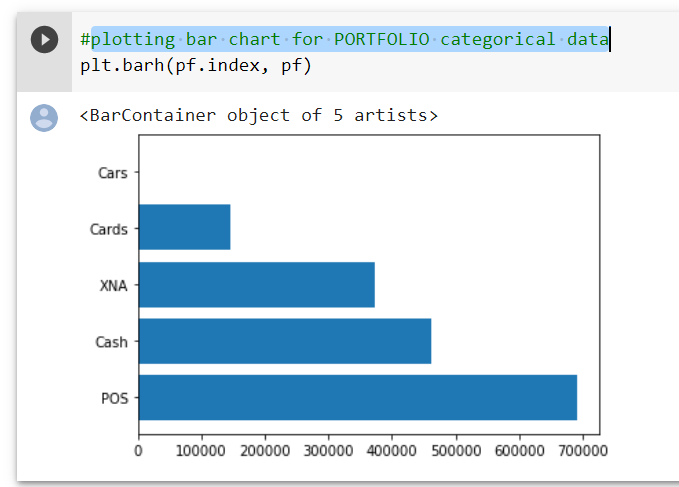 #plotting bar chart for PORTFOLIO categorical data
plt.barh(pf.index, pf)
<BarContainer object of 5 artists>
Cars
Cards
XNA
Cash
POS
0 100000 200000 300000 400000 500000 600000 700000